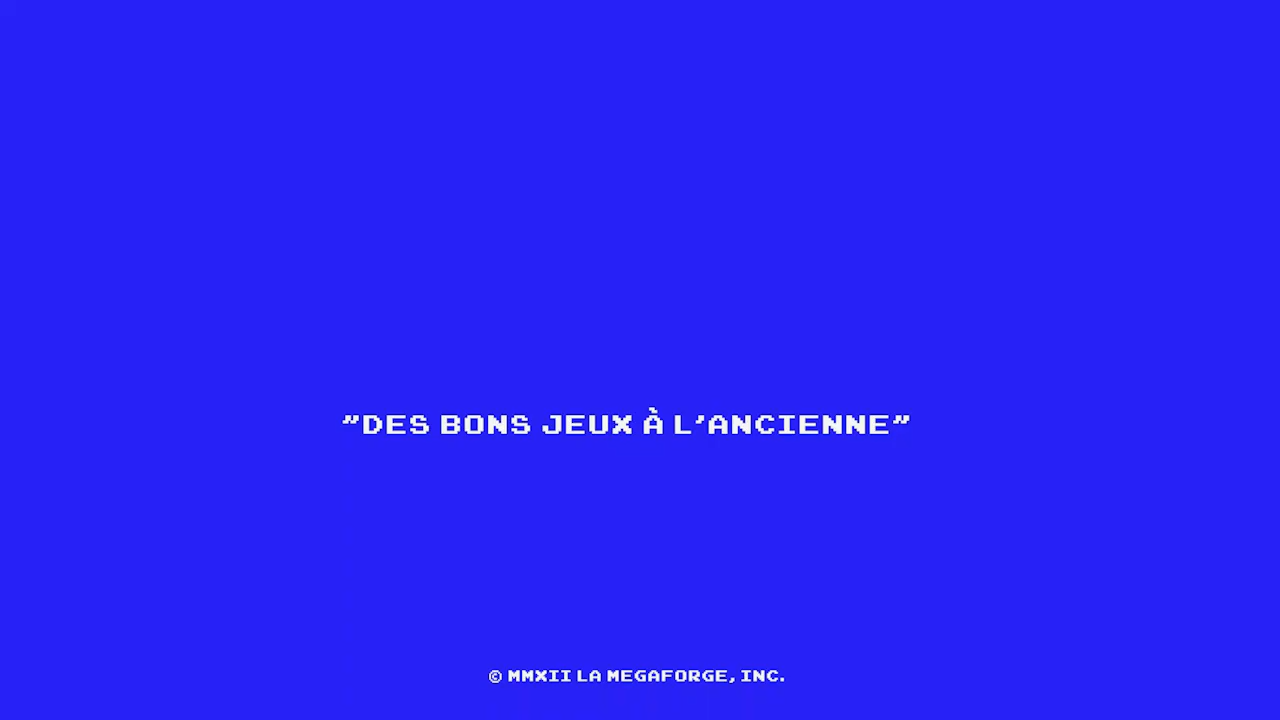 "DES BONS JEUX À L'ANCIENNE"
© MMXII LA MEGAFORGE, INC.